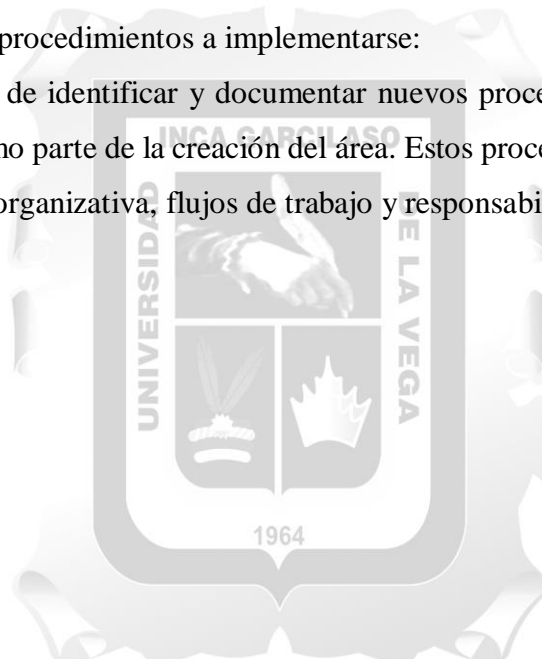 procedimientos a implementarse:
de identificar y documentar nuevos proce
no parte de la creación del área. Estos proce
organizativa, flujos de trabajo y responsabi
INCA GARCILASO
UNIVERSIDAD
DE LA VEGA
1964